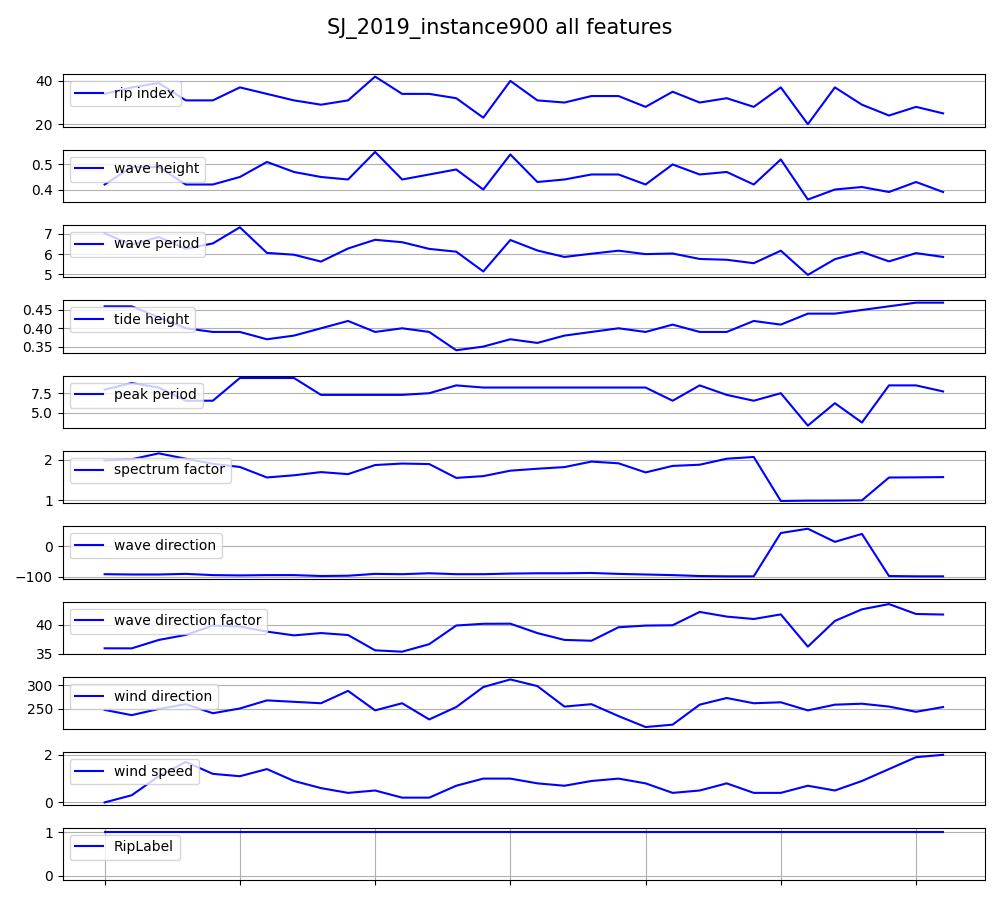 SJ_2019_instance900 all features
40
20
rip index
0.5
0.4
wave height
7
6
5
wave period
0.45
0.40
0.35
tide height
7.5
5.0
peak period
2
1
spectrum factor
0
−100
wave direction
40
35
wave direction factor
300
250
wind direction
2
0
wind speed
1
0
RipLabel